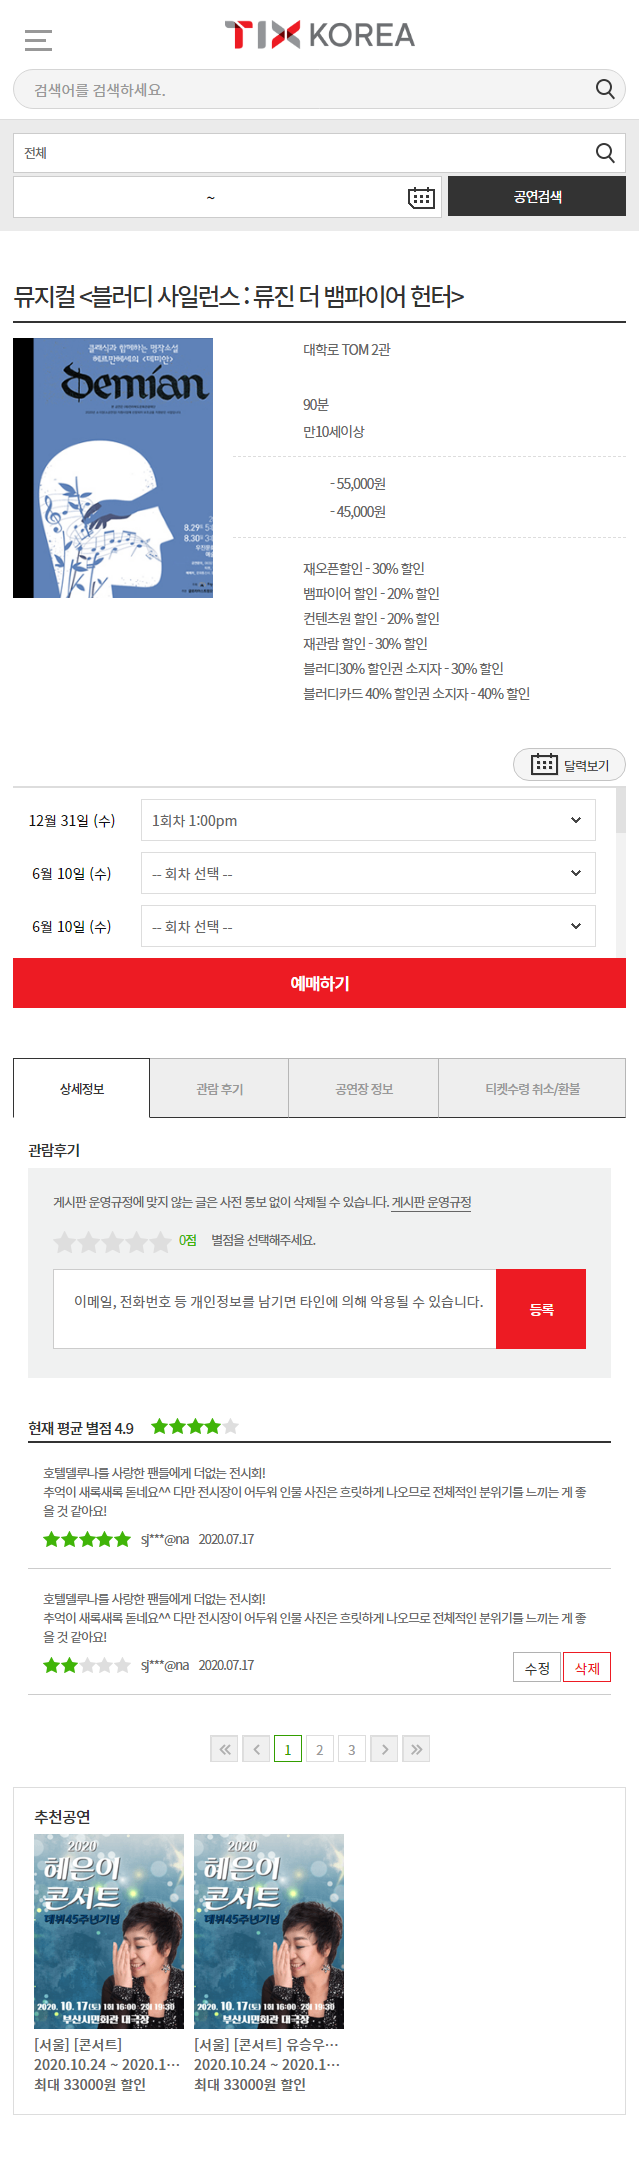 TIX KOREA
검색어를 검색하세요.
전체
~
공연검색
뮤지컬 <블러디 사일런스 : 류진 더 뱀파이어 헌터>
클래식과 함께하는 명작소설
헤르만헤세의 <데미안>
Demian
8.29
8.30
대학로 TOM 2관
90분
만10세이상
- 55,000원
- 45,000원
재오픈할인 - 30% 할인
뱀파이어 할인 - 20% 할인
컨텐츠원 할인 - 20% 할인
재관람 할인 - 30% 할인
블러디30% 할인권 소지자 - 30% 할인
블러디카드 40% 할인권 소지자 - 40% 할인
달력보기
12월 31일 (수) 1회차 1:00pm
6월 10일 (수) -- 회차 선택 --
6월 10일 (수) -- 회차 선택 --
예매하기
상세정보 관람 후기 공연장 정보 티켓수령 취소/환불
관람후기
게시판 운영규정에 맞지 않는 글은 사전 통보 없이 삭제될 수 있습니다. 게시판 운영규정
0점 별점을 선택해주세요.
이메일, 전화번호 등 개인정보를 남기면 타인에 의해 악용될 수 있습니다.
등록
현재 평균 별점 4.9
호텔델루나를 사랑한 팬들에게 더없는 전시회!
추억이 새록새록 돋네요^^ 다만 전시장이 어두워 인물 사진은 흐릿하게 나오므로 전체적인 분위기를 느끼는 게 좋
을 것 같아요!
sj***@na 2020.07.17
호텔델루나를 사랑한 팬들에게 더없는 전시회!
추억이 새록새록 돋네요^^ 다만 전시장이 어두워 인물 사진은 흐릿하게 나오므로 전체적인 분위기를 느끼는 게 좋
을 것 같아요!
sj***@na 2020.07.17
수정 삭제
1 2 3
추천공연
2020
혜은이
콘서트
데뷔45주년기념
2020. 10. 17(토) 1회 16:00 2회 19:30
부산시민회관 대극장
[서울] [콘서트]
2020.10.24 ~ 2020.1…
최대 33000원 할인
2020
혜은이
콘서트
데뷔45주년기념
2020. 10. 17(토) 1회 16:00 2회 19:30
부산시민회관 대극장
[서울] [콘서트] 유승우…
2020.10.24 ~ 2020.1…
최대 33000원 할인